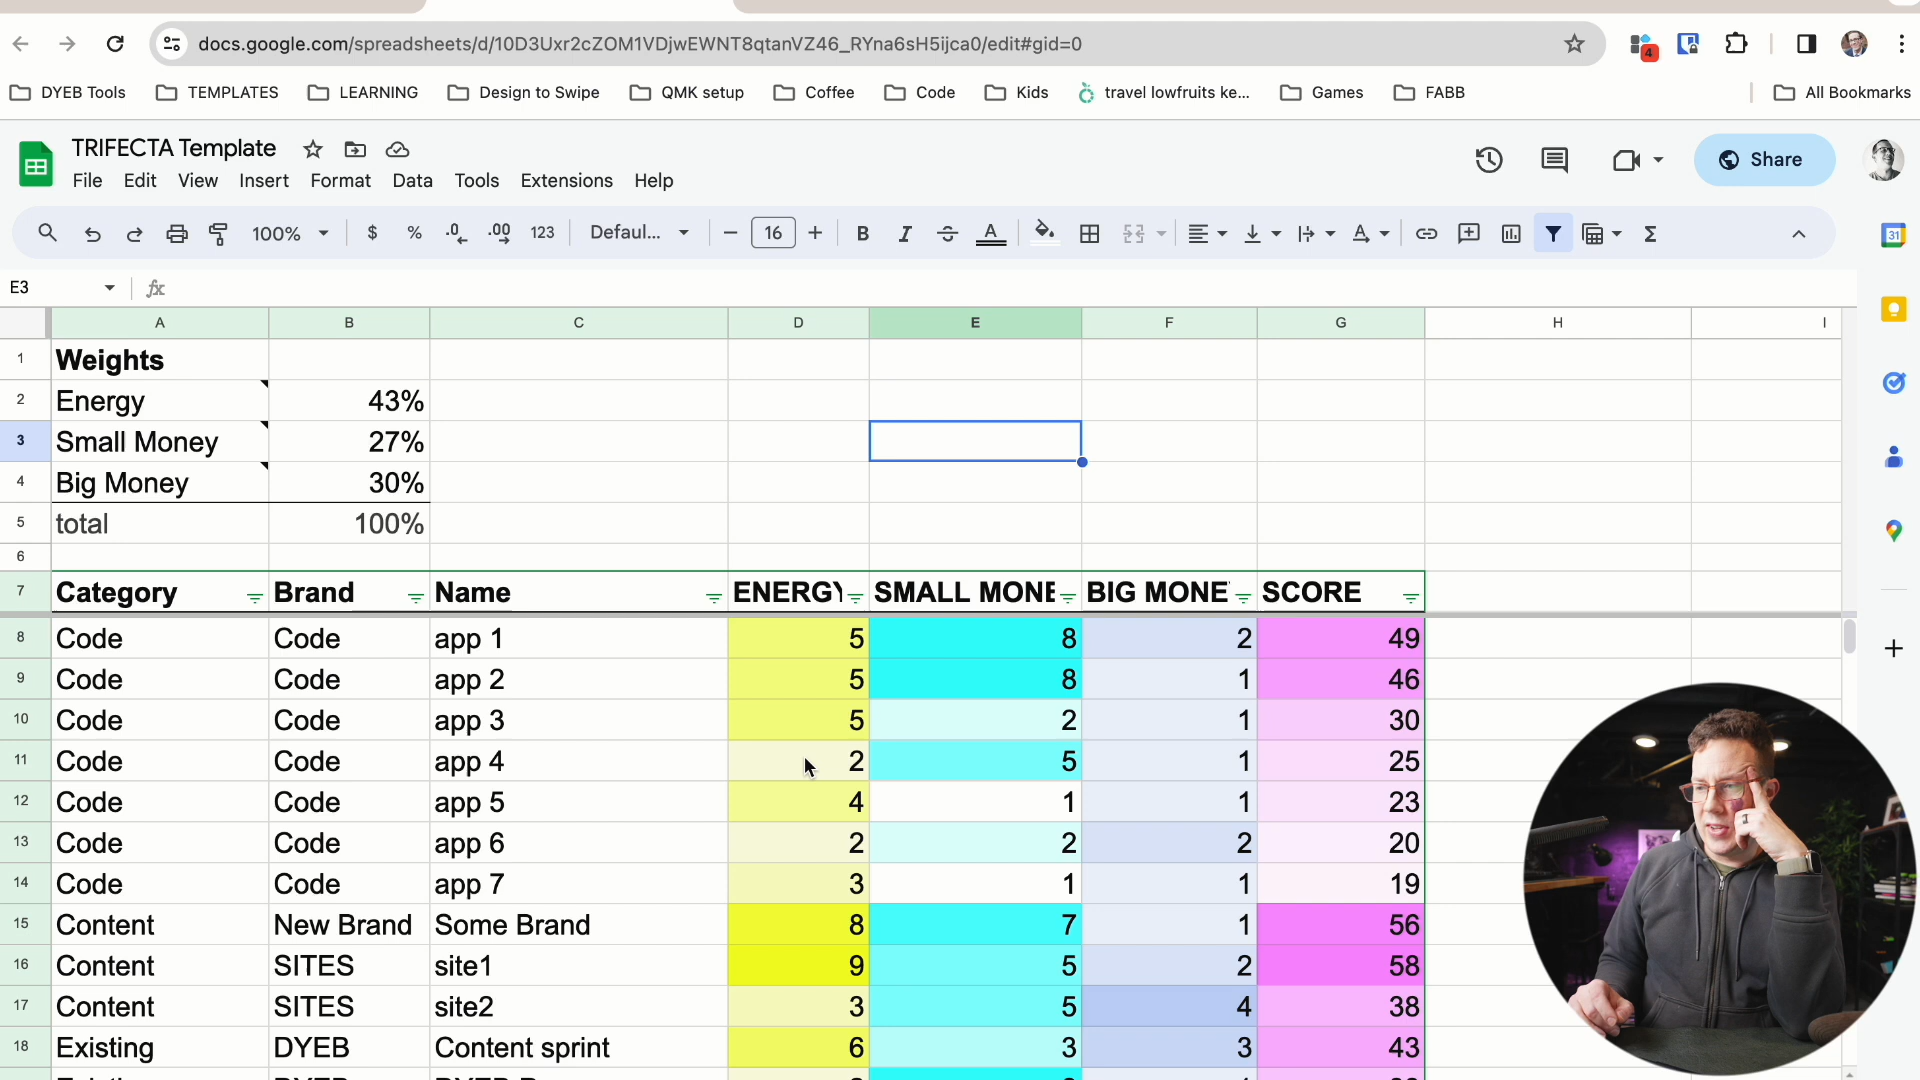 docs.google.com/spreadsheets/d/10D3Uxr2cZOM1VDjwEWNT8qtanVZ46_RYna6sH5ijca0/edit#gid=0
4
DYEB Tools TEMPLATES LEARNING Design to Swipe QMK setup Coffee Code Kids travel lowfruits ke... Games FABB All Bookmarks
TRIFECTA Template
File Edit View Insert Format Data Tools Extensions Help
Share
100% $ % .0 .00 123 Defaul... 16 B I A Σ
31
E3 fx
A B C D E F G H I
1 Weights
2 Energy 43%
3 Small Money 27%
4 Big Money 30%
5 total 100%
6
7 Category Brand Name ENERGY SMALL MONE BIG MONE SCORE
8 Code Code app 1 5 8 2 49
9 Code Code app 2 5 8 1 46
10 Code Code app 3 5 2 1 30
11 Code Code app 4 2 5 1 25
12 Code Code app 5 4 1 1 23
13 Code Code app 6 2 2 2 20
14 Code Code app 7 3 1 1 19
15 Content New Brand Some Brand 8 7 1 56
16 Content SITES site1 9 5 2 58
17 Content SITES site2 3 5 4 38
18 Existing DYEB Content sprint 6 3 3 43